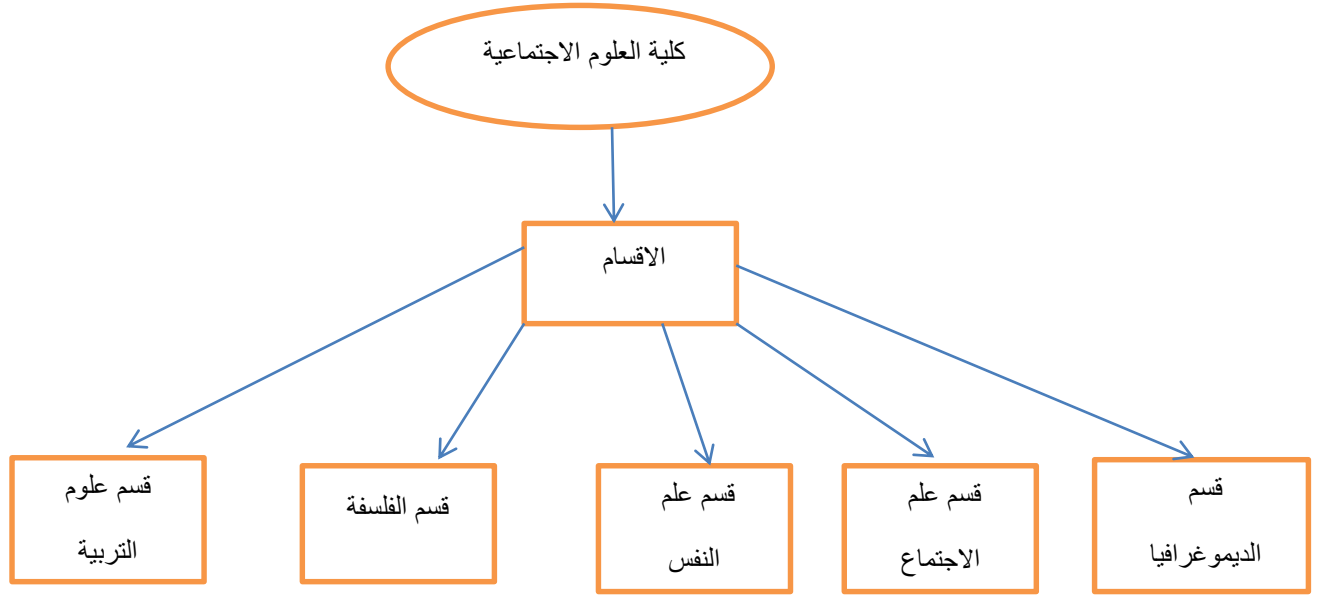 كلية العلوم الاجتماعية
الاقسام
قسم
الديموغرافيا
قسم علم
الاجتماع
قسم علم
النفس
قسم الفلسفة
قسم علوم
التربية